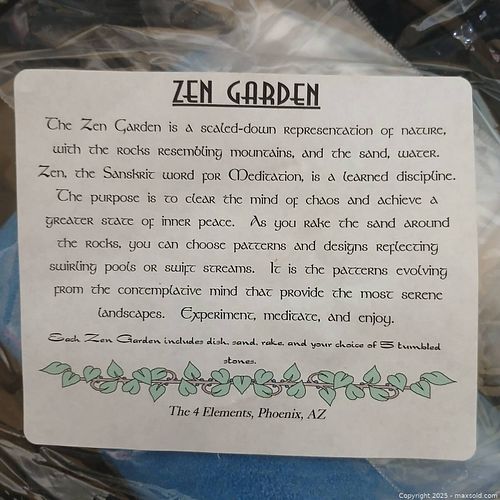 ZEN GARDEN
The Zen Garden is a scaled-down representation of nature,
with the rocks resembling mountains, and the sand, water.
Zen, the Sanskrit word for Meditation, is a learned discipline.
The purpose is to clear the mind of chaos and achieve a
greater state of inner peace. As you rake the sand around
the rocks, you can choose patterns and designs reflecting
swirling pools or swift streams. It is the patterns evolving
from the contemplative mind that provide the most serene
landscapes. Experiment, meditate, and enjoy.
Each Zen Garden includes dish, sand, rake, and your choice of 5 tumbled
stones.
The 4 Elements, Phoenix, AZ
Copyright 2025 - maxsold.com